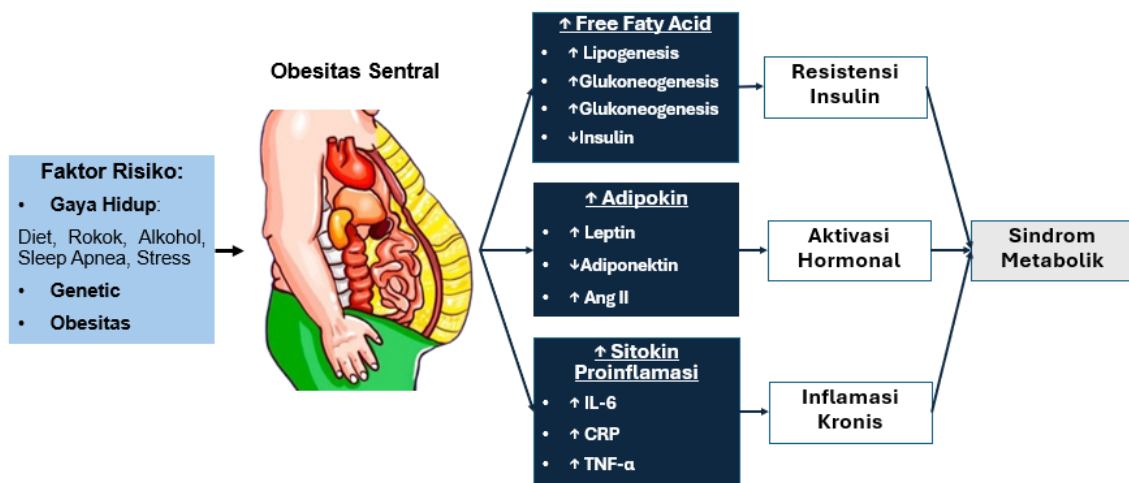 Faktor Risiko:
• Gaya Hidup:
Diet, Rokok, Alkohol,
Sleep Apnea, Stress
• Genetic
• Obesitas
Obesitas Sentral
↑ Free Faty Acid
• ↑ Lipogenesis
• ↑Glukoneogenesis
• ↑Glukoneogenesis
• ↓Insulin
Resistensi
Insulin
↑ Adipokin
• ↑ Leptin
• ↓Adiponektin
• ↑ Ang II
Aktivasi
Hormonal
↑ Sitokin
Proinflamasi
• ↑ IL-6
• ↑ CRP
• ↑ TNF-α
Inflamasi
Kronis
Sindrom
Metabolik